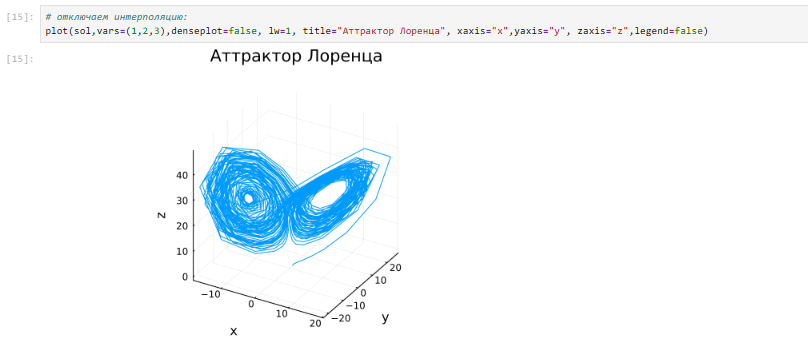 [15]: # отключаем интерполяцию:
plot(sol,vars=(1,2,3),denseplot=false, lw=1, title="Аттрактор Лоренца", xaxis="x",yaxis="y", zaxis="z",legend=false)
[15]:
Аттрактор Лоренца
40
30
20
10
0
z
−10
0
10
20
x
−20
−10
0
10
20
y